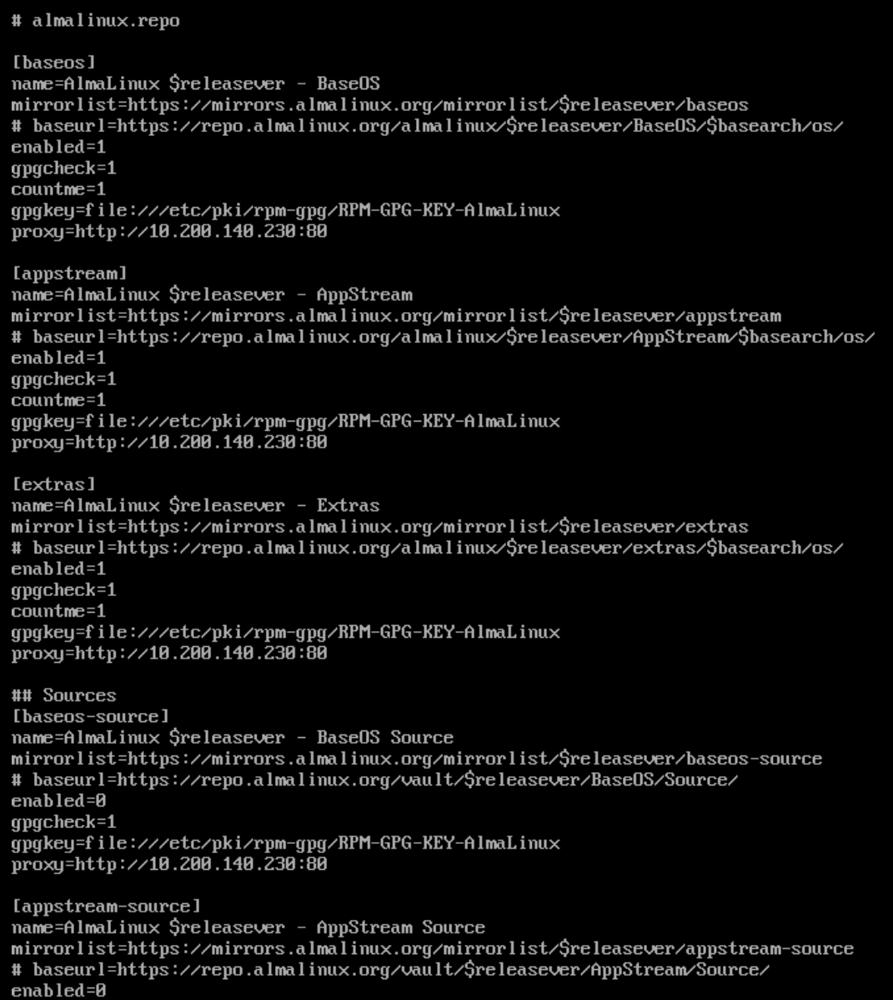 # almalinux.repo
[baseos]
name=AlmaLinux $releasever - BaseOS
mirrorlist=https://mirrors.almalinux.org/mirrorlist/$releasever/baseos
# baseurl=https://repo.almalinux.org/almalinux/$releasever/BaseOS/$basearch/os/
enabled=1
gpgcheck=1
countme=1
gpgkey=file:///etc/pki/rpm-gpg/RPM-GPG-KEY-AlmaLinux
proxy=http://10.200.140.230:80
[appstream]
name=AlmaLinux $releasever - AppStream
mirrorlist=https://mirrors.almalinux.org/mirrorlist/$releasever/appstream
# baseurl=https://repo.almalinux.org/almalinux/$releasever/AppStream/$basearch/os/
enabled=1
gpgcheck=1
countme=1
gpgkey=file:///etc/pki/rpm-gpg/RPM-GPG-KEY-AlmaLinux
proxy=http://10.200.140.230:80
[extras]
name=AlmaLinux $releasever - Extras
mirrorlist=https://mirrors.almalinux.org/mirrorlist/$releasever/extras
# baseurl=https://repo.almalinux.org/almalinux/$releasever/extras/$basearch/os/
enabled=1
gpgcheck=1
countme=1
gpgkey=file:///etc/pki/rpm-gpg/RPM-GPG-KEY-AlmaLinux
proxy=http://10.200.140.230:80
## Sources
[baseos-source]
name=AlmaLinux $releasever - BaseOS Source
mirrorlist=https://mirrors.almalinux.org/mirrorlist/$releasever/baseos-source
# baseurl=https://repo.almalinux.org/vault/$releasever/BaseOS/Source/
enabled=0
gpgcheck=1
gpgkey=file:///etc/pki/rpm-gpg/RPM-GPG-KEY-AlmaLinux
proxy=http://10.200.140.230:80
[appstream-source]
name=AlmaLinux $releasever - AppStream Source
mirrorlist=https://mirrors.almalinux.org/mirrorlist/$releasever/appstream-source
# baseurl=https://repo.almalinux.org/vault/$releasever/AppStream/Source/
enabled=0